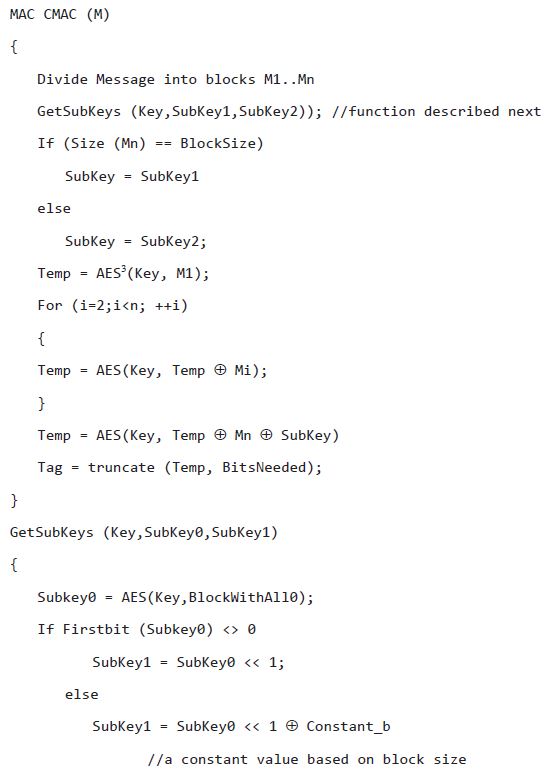 MAC CMAC (M)
{
Divide Message into blocks M1..Mn
GetSubKeys (Key,SubKey1,SubKey2)); //function described next
If (Size (Mn) == BlockSize)
SubKey = SubKey1
else
SubKey = SubKey2;
Temp = AES³(Key, M1);
For (i=2;i<n; ++i)
{
Temp = AES(Key, Temp ⊕ Mi);
}
Temp = AES(Key, Temp ⊕ Mn ⊕ SubKey)
Tag = truncate (Temp, BitsNeeded);
}
GetSubKeys (Key,SubKey0,SubKey1)
{
Subkey0 = AES(Key,BlockWithAll0);
If Firstbit (Subkey0) <> 0
SubKey1 = SubKey0 << 1;
else
SubKey1 = SubKey0 << 1 ⊕ Constant_b
//a constant value based on block size